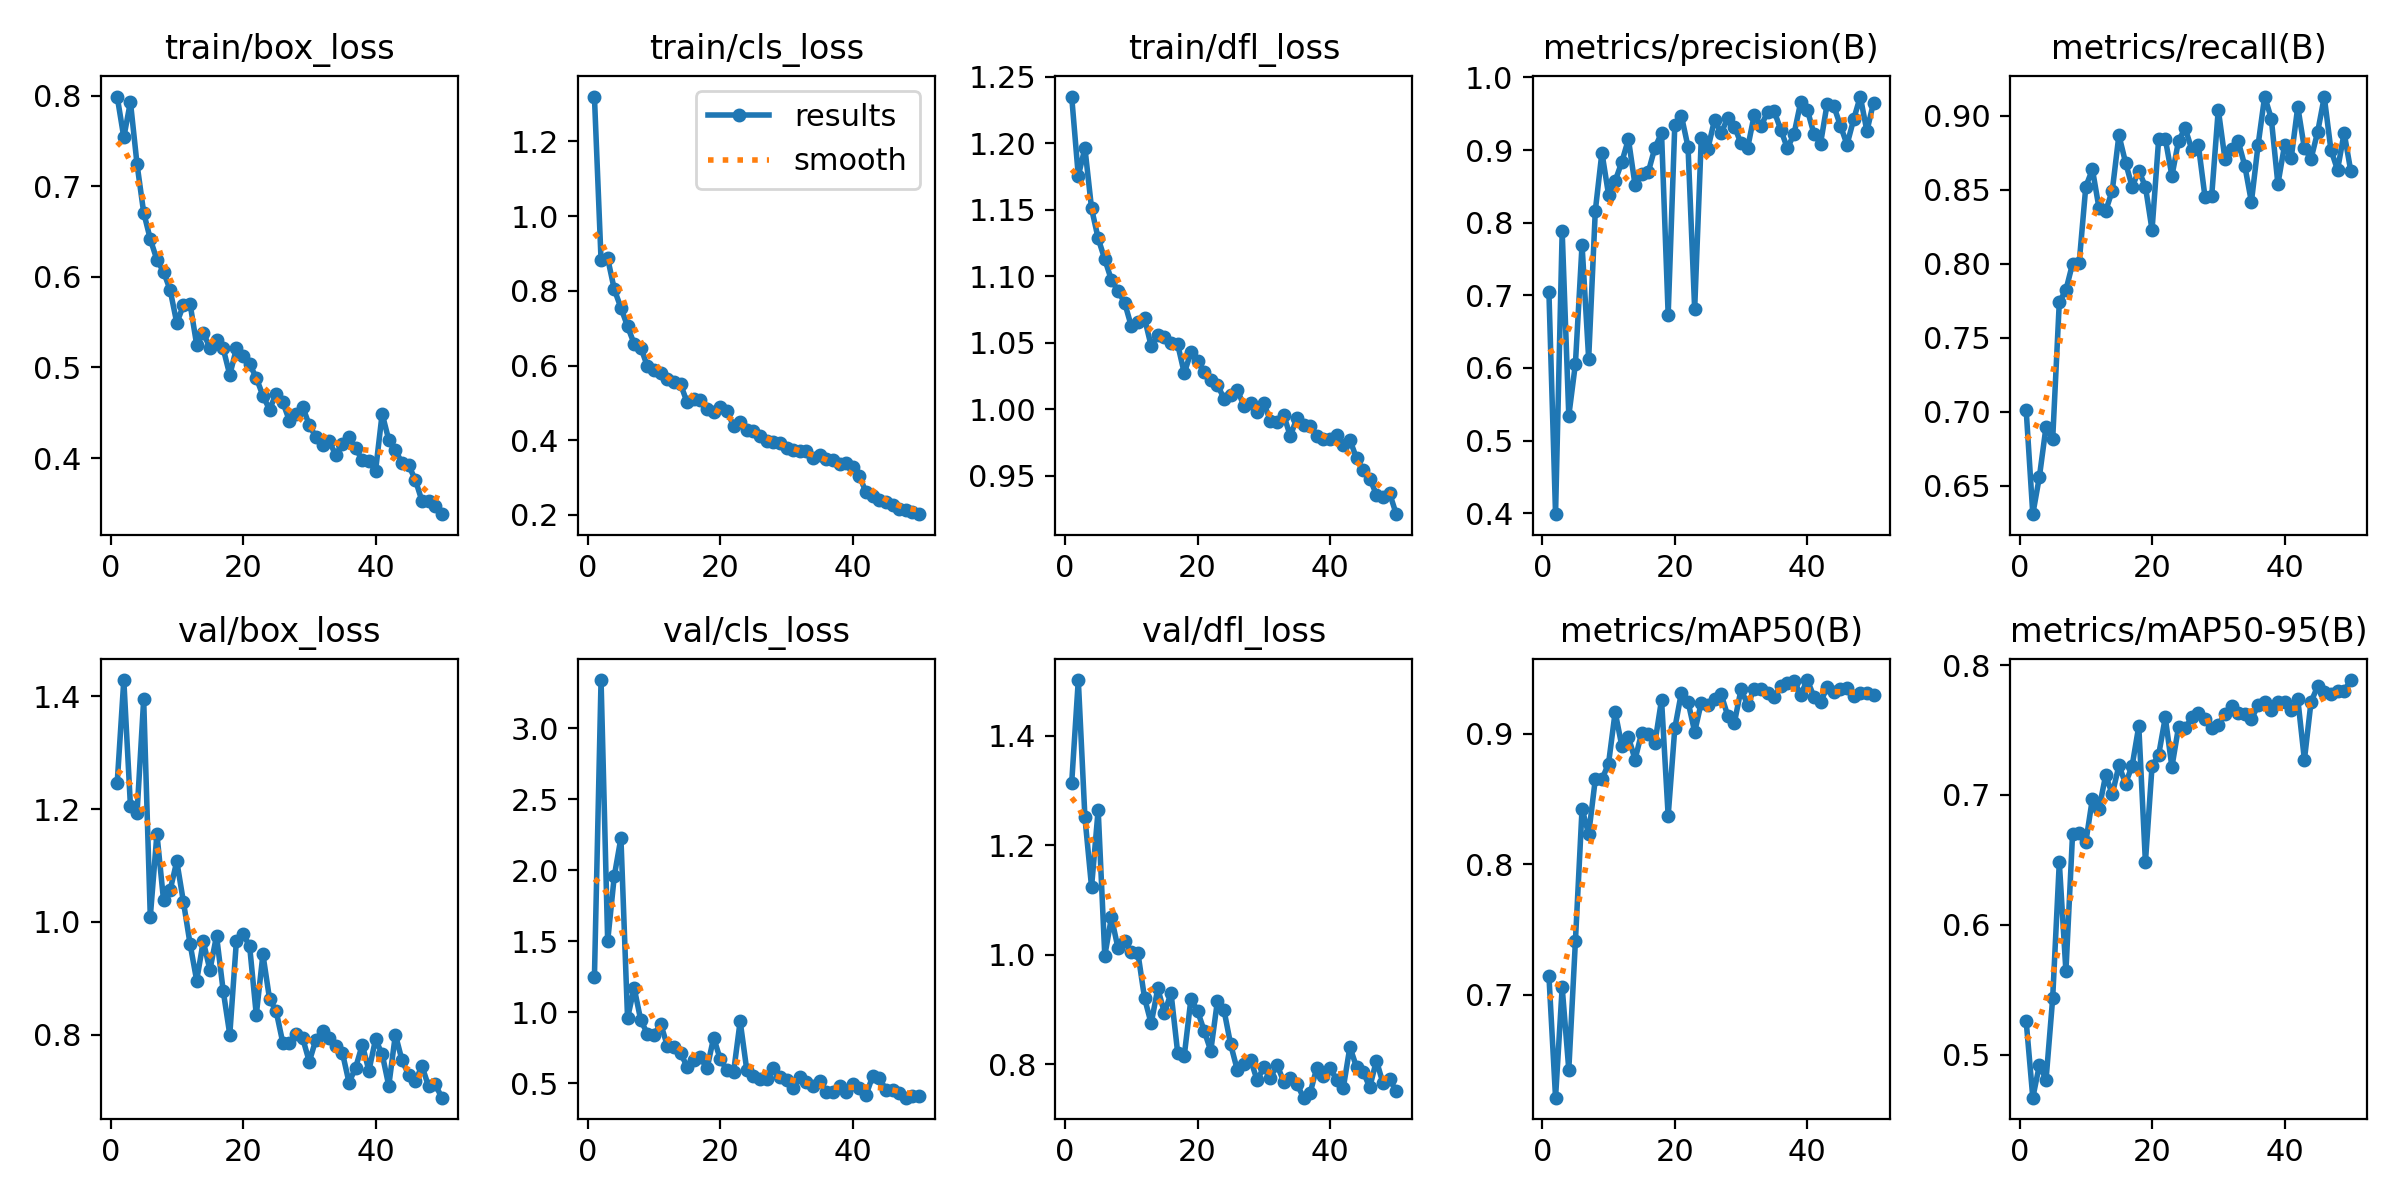 train/box_loss
0.8
0.7
0.6
0.5
0.4
0 20 40
train/cls_loss
results
smooth
1.2
1.0
0.8
0.6
0.4
0.2
0 20 40
train/dfl_loss
1.25
1.20
1.15
1.10
1.05
1.00
0.95
0 20 40
metrics/precision(B)
1.0
0.9
0.8
0.7
0.6
0.5
0.4
0 20 40
metrics/recall(B)
0.90
0.85
0.80
0.75
0.70
0.65
0 20 40
val/box_loss
1.4
1.2
1.0
0.8
0 20 40
val/cls_loss
3.0
2.5
2.0
1.5
1.0
0.5
0 20 40
val/dfl_loss
1.4
1.2
1.0
0.8
0 20 40
metrics/mAP50(B)
0.9
0.8
0.7
0 20 40
metrics/mAP50-95(B)
0.8
0.7
0.6
0.5
0 20 40